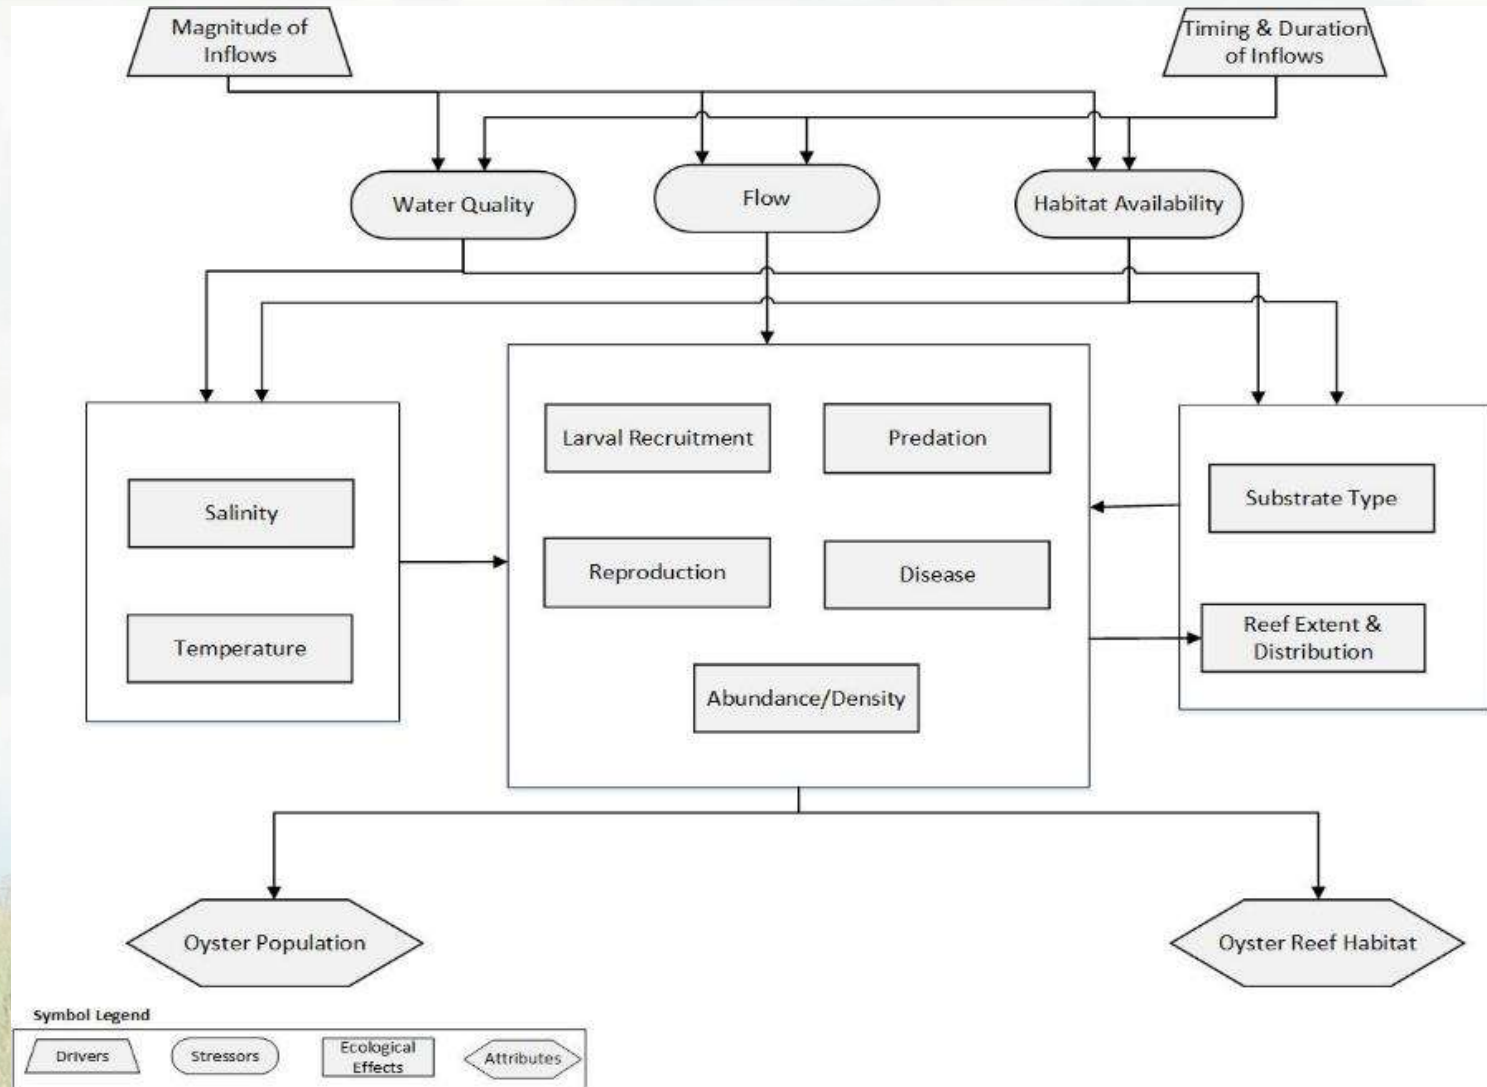 Magnitude of
Inflows
Timing & Duration
of Inflows
Water Quality
Flow
Habitat Availability
Larval Recruitment
Predation
Salinity
Substrate Type
Reproduction
Disease
Temperature
Reef Extent &
Distribution
Abundance/Density
Oyster Population
Oyster Reef Habitat
Symbol Legend
Drivers
Stressors
Ecological
Effects
Attributes